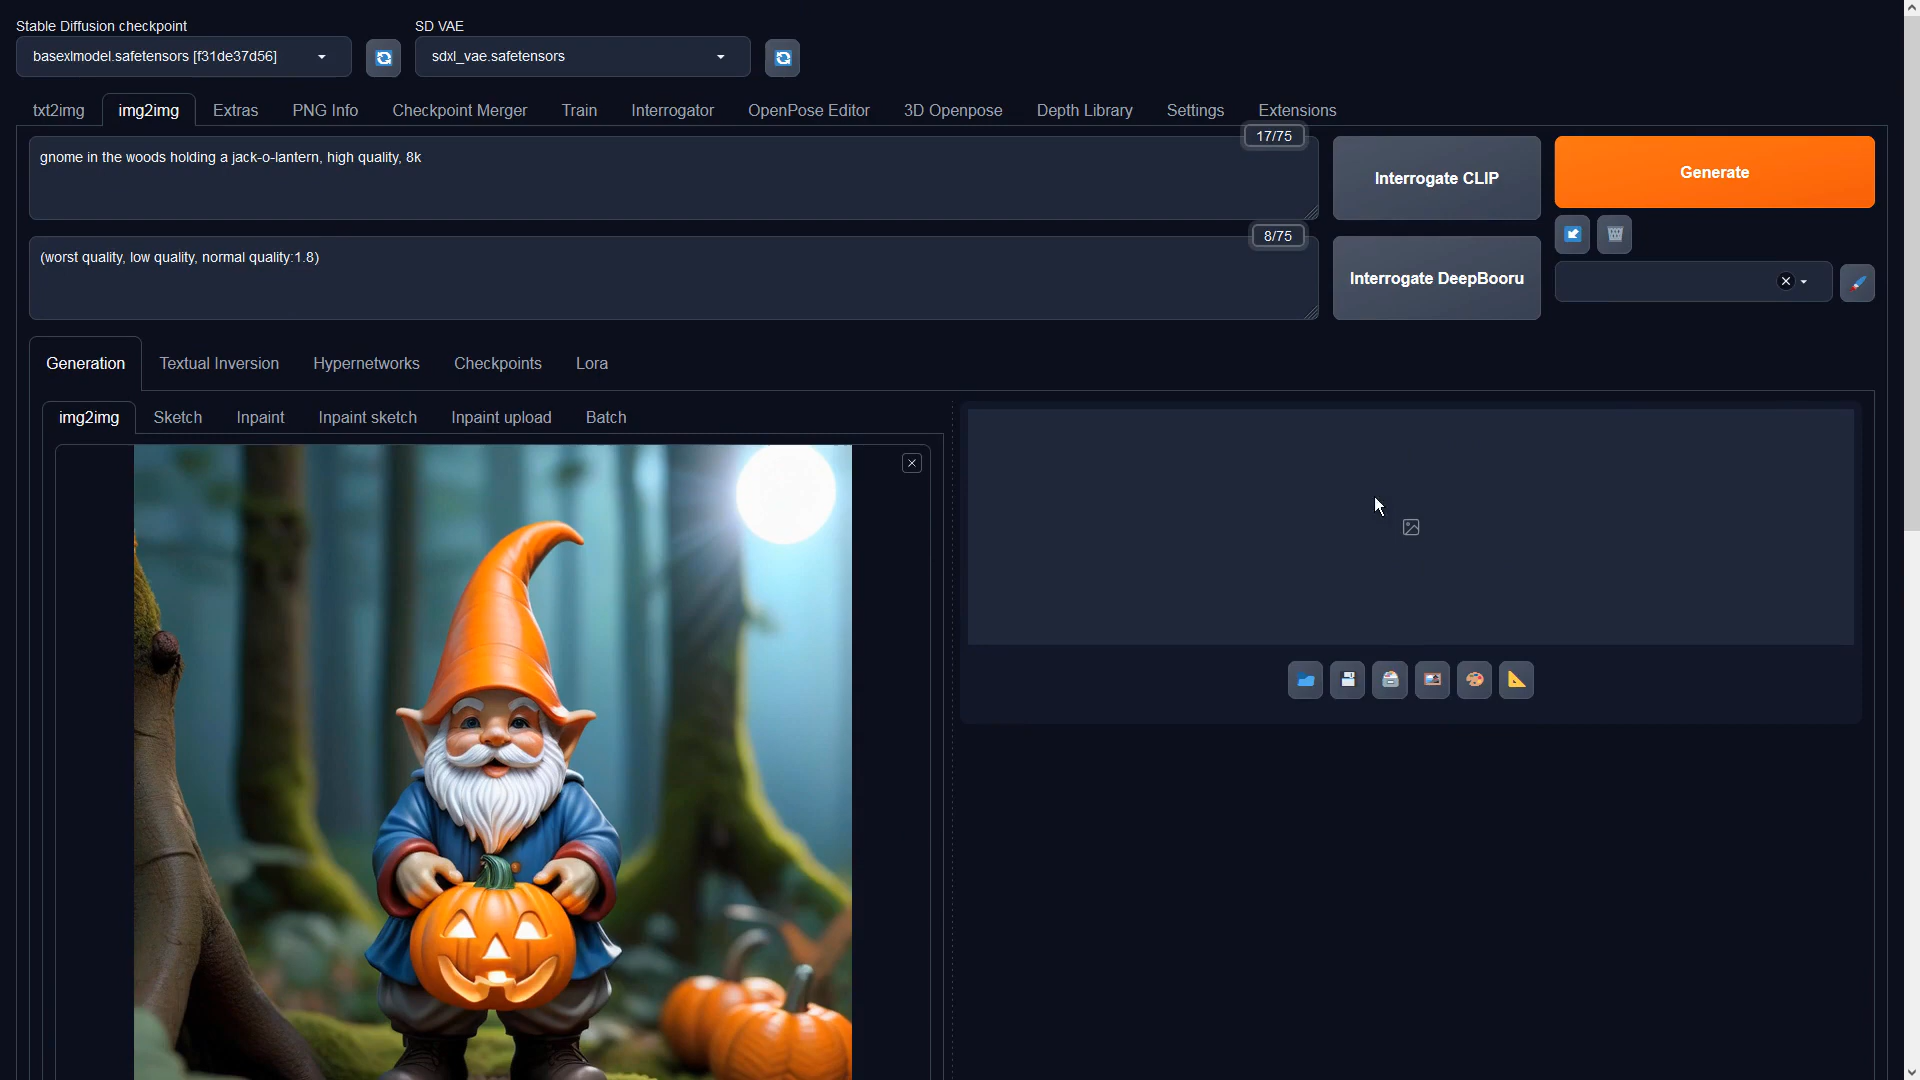 Stable Diffusion checkpoint
SD VAE
basexlmodel.safetensors [f31de37d56]
sdxl_vae.safetensors
txt2img
img2img
Extras
PNG Info
Checkpoint Merger
Train
Interrogator
OpenPose Editor
3D Openpose
Depth Library
Settings
Extensions
17/75
gnome in the woods holding a jack-o-lantern, high quality, 8k
Interrogate CLIP
Generate
8/75
(worst quality, low quality, normal quality:1.8)
Interrogate DeepBooru
Generation
Textual Inversion
Hypernetworks
Checkpoints
Lora
img2img
Sketch
Inpaint
Inpaint sketch
Inpaint upload
Batch